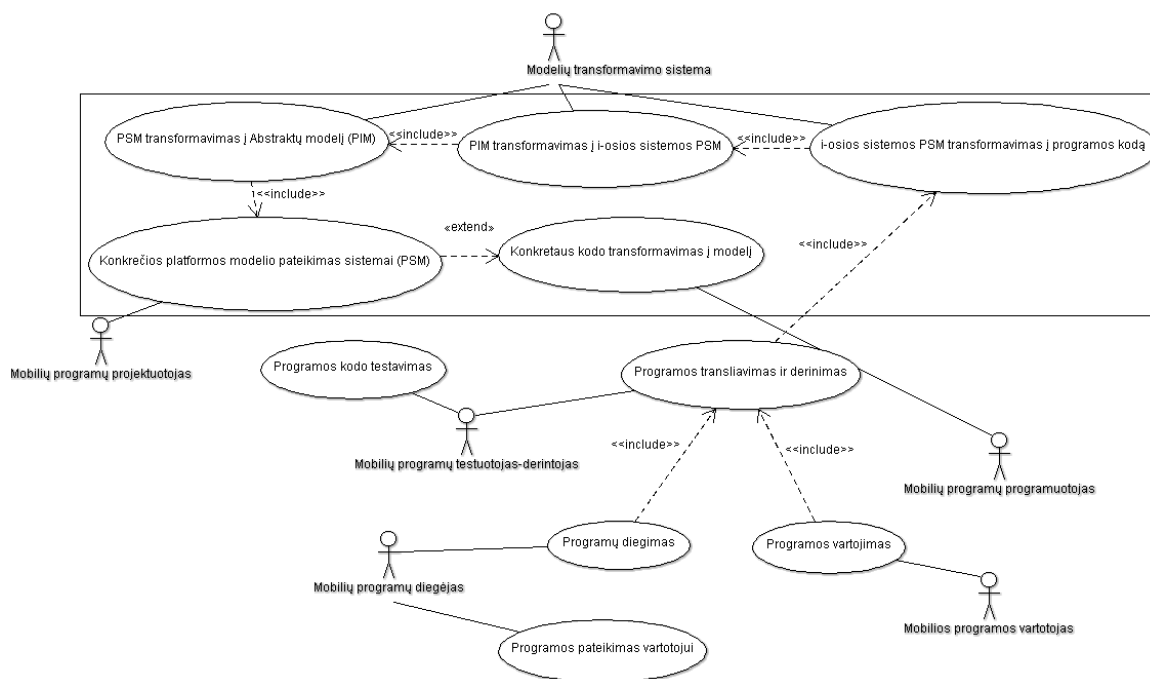 Modelių transformavimo sistema
PSM transformavimas į Abstraktų modelį (PIM)
<<include>>
PIM transformavimas į i-osios sistemos PSM
<<include>>
i-osios sistemos PSM transformavimas į programos kodą
<<include>>
Konkrečios platformos modelio pateikimas sistemai (PSM)
<extend>
Konkretaus kodo transformavimas į modelį
<<include>>
Mobilių programų projektuotojas
Programos kodo testavimas
Programos transliavimas ir derinimas
Mobilių programų testuotojas-derintojas
<<include>>
<<include>>
Mobilių programų programuotojas
Programų diegimas
Programos vartojimas
Mobilių programų diegėjas
Mobilios programos vartotojas
Programos pateikimas vartotojui